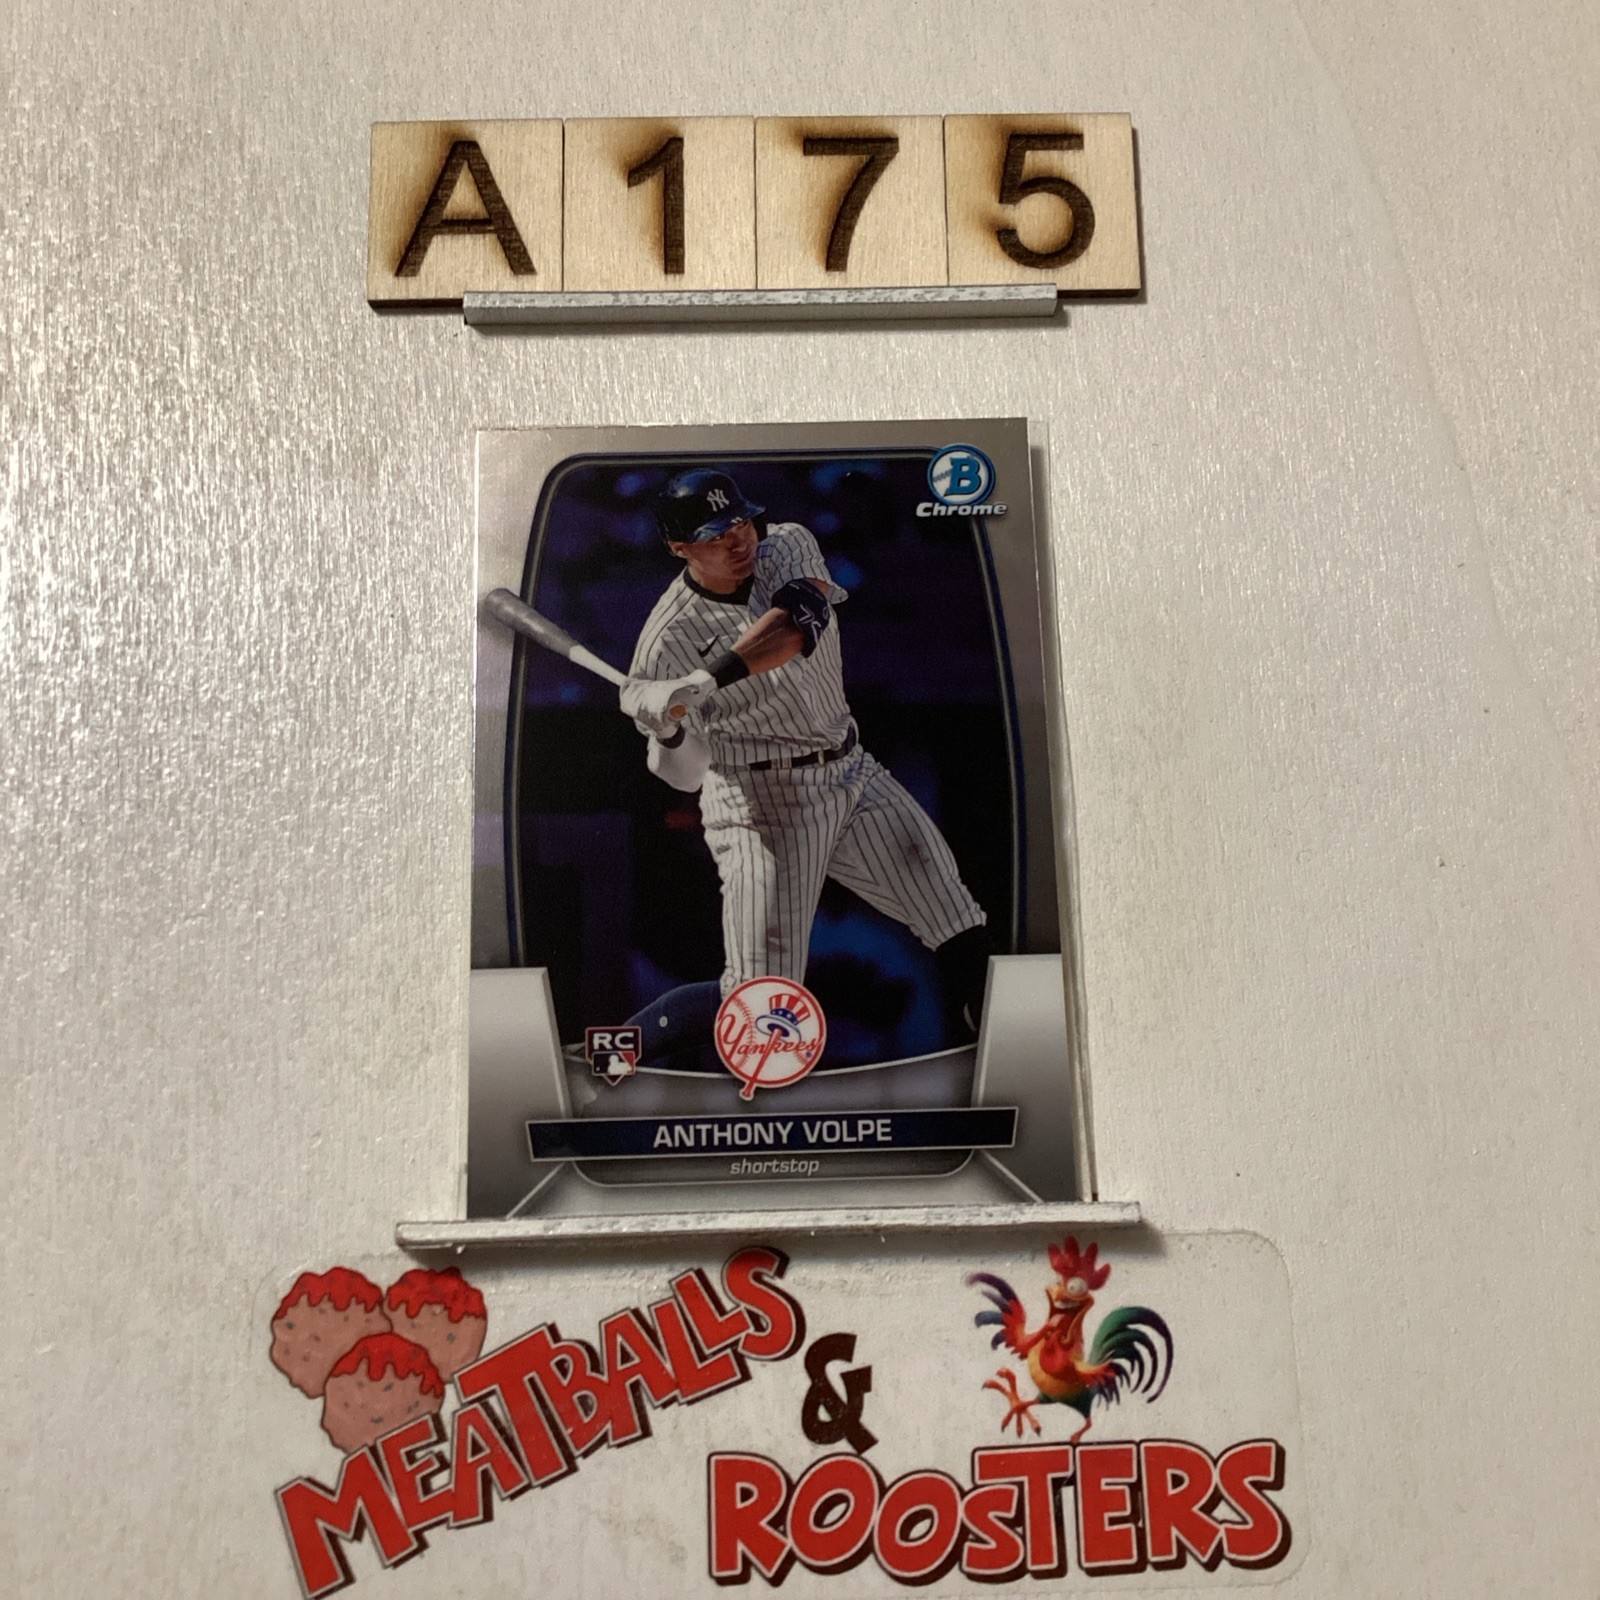 A175
B
Chrome
NY
RC
Yankees
ANTHONY VOLPE
shortstop
MEATBALLS
&
ROOSTERS